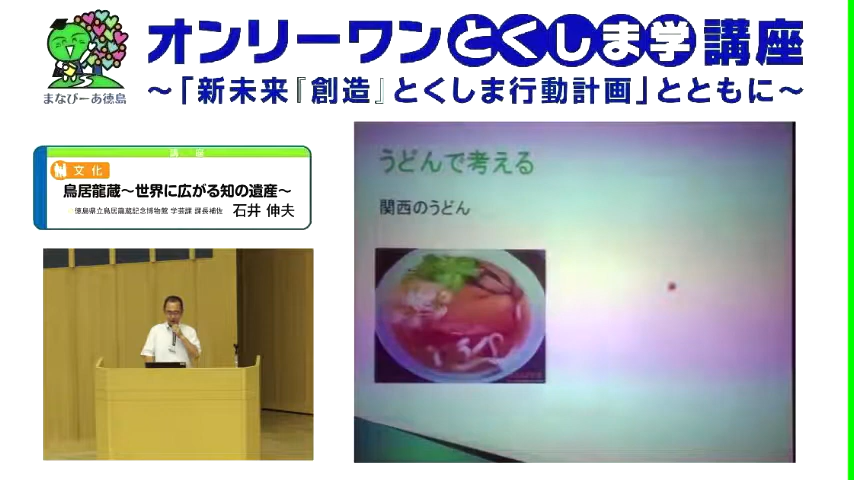 オンリーワンとくしま学講座
～「新未来『創造』とくしま行動計画」とともに～
まなびーあ徳島
講座
文化
鳥居龍蔵～世界に広がる知の遺産～
徳島県立鳥居龍蔵記念博物館 学芸課 課長補佐 石井 伸夫
うどんで考える
関西のうどん